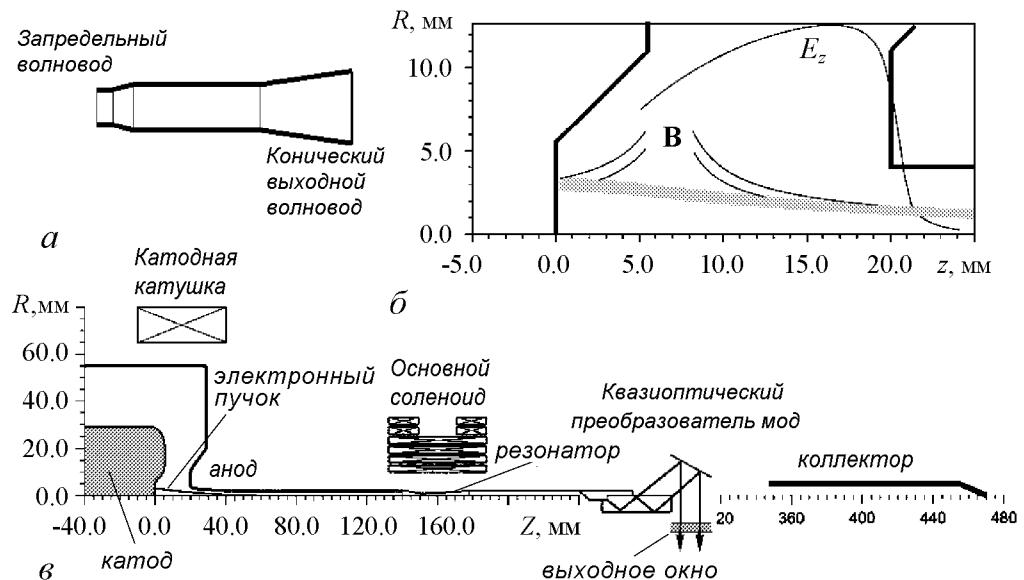 Запредельный
волновод
Конический
выходной
волновод
а
R, мм
10.0
5.0
0.0
E_z
B
-5.0 0.0 5.0 10.0 15.0 20.0 z, мм
б
Катодная
катушка
R,мм
60.0
40.0
20.0
0.0
электронный
пучок
анод
Основной
соленоид
резонатор
Квазиоптический
преобразователь мод
коллектор
-40.0 0.0 40.0 80.0 120.0 160.0 Z, мм 20 360 400 440 480
катод
выходное окно
в